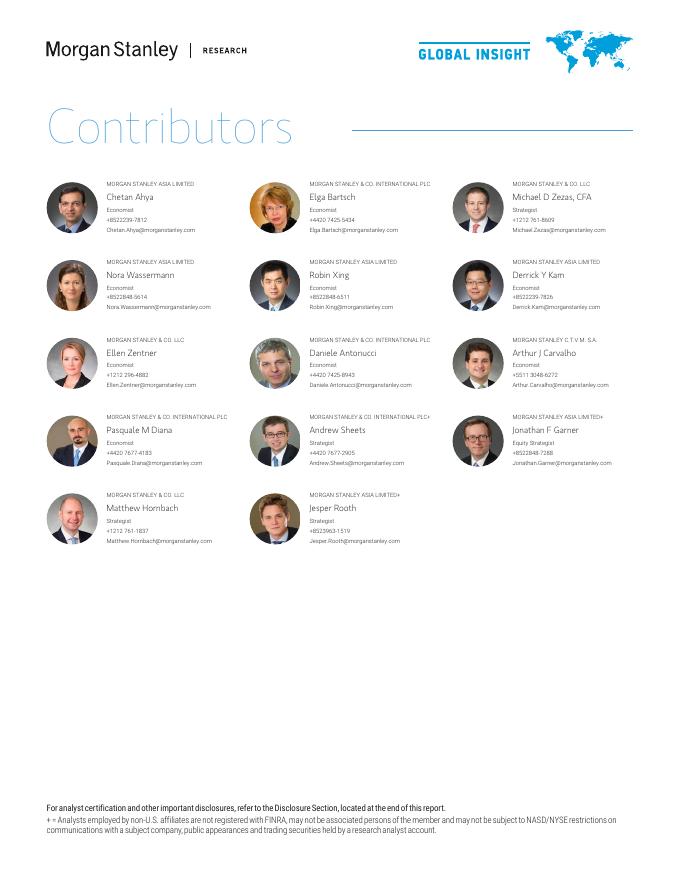 Morgan Stanley | RESEARCH
GLOBAL INSIGHT
Contributors
MORGAN STANLEY ASIA LIMITED
Chetan Ahya
Economist
+8522239-7812
Chetan.Ahya@morganstanley.com
MORGAN STANLEY & CO. INTERNATIONAL PLC
Elga Bartsch
Economist
+4420 7425-5434
Elga.Bartsch@morganstanley.com
MORGAN STANLEY & CO. LLC
Michael D Zezas, CFA
Strategist
+1212 761-8609
Michael.Zezas@morganstanley.com
MORGAN STANLEY ASIA LIMITED
Nora Wassermann
Economist
+8522848-5614
Nora.Wassermann@morganstanley.com
MORGAN STANLEY ASIA LIMITED
Robin Xing
Economist
+8522848-6511
Robin.Xing@morganstanley.com
MORGAN STANLEY ASIA LIMITED
Derrick Y Kam
Economist
+8522239-7826
Derrick.Kam@morganstanley.com
MORGAN STANLEY & CO. LLC
Ellen Zentner
Economist
+1212 296-4882
Ellen.Zentner@morganstanley.com
MORGAN STANLEY & CO. INTERNATIONAL PLC
Daniele Antonucci
Economist
+4420 7425-8943
Daniele.Antonucci@morganstanley.com
MORGAN STANLEY C.T.V.M. S.A.
Arthur J Carvalho
Economist
+5511 3048-6272
Arthur.Carvalho@morganstanley.com
MORGAN STANLEY & CO. INTERNATIONAL PLC
Pasquale M Diana
Economist
+4420 7677-4183
Pasquale.Diana@morganstanley.com
MORGAN STANLEY & CO. INTERNATIONAL PLC+
Andrew Sheets
Strategist
+4420 7677-2905
Andrew.Sheets@morganstanley.com
MORGAN STANLEY ASIA LIMITED+
Jonathan F Garner
Equity Strategist
+8522848-7288
Jonathan.Garner@morganstanley.com
MORGAN STANLEY & CO. LLC
Matthew Hornbach
Strategist
+1212 761-1837
Matthew.Hornbach@morganstanley.com
MORGAN STANLEY ASIA LIMITED+
Jesper Rooth
Strategist
+8523963-1519
Jesper.Rooth@morganstanley.com
For analyst certification and other important disclosures, refer to the Disclosure Section, located at the end of this report.
+ = Analysts employed by non-U.S. affiliates are not registered with FINRA, may not be associated persons of the member and may not be subject to NASD/NYSE restrictions on
communications with a subject company, public appearances and trading securities held by a research analyst account.